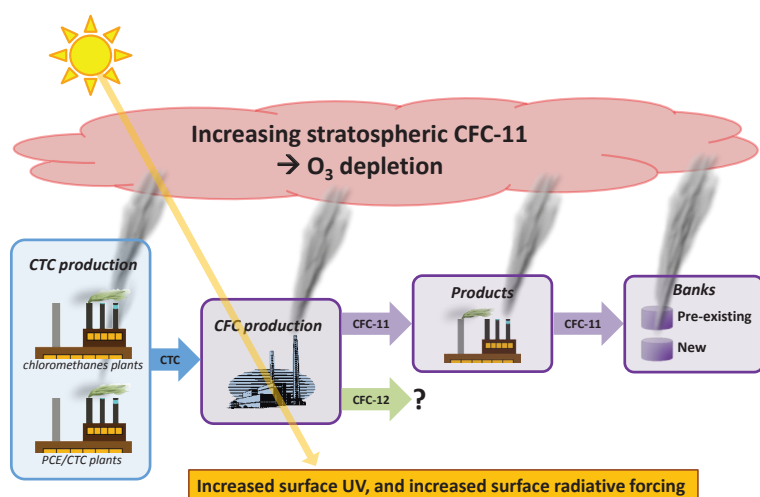 Increasing stratospheric CFC-11
→ O₃ depletion
CTC production
chloromethanes plants
PCE/CTC plants
CTC
CFC production
CFC-11
CFC-12
?
Products
CFC-11
Banks
Pre-existing
New
Increased surface UV, and increased surface radiative forcing